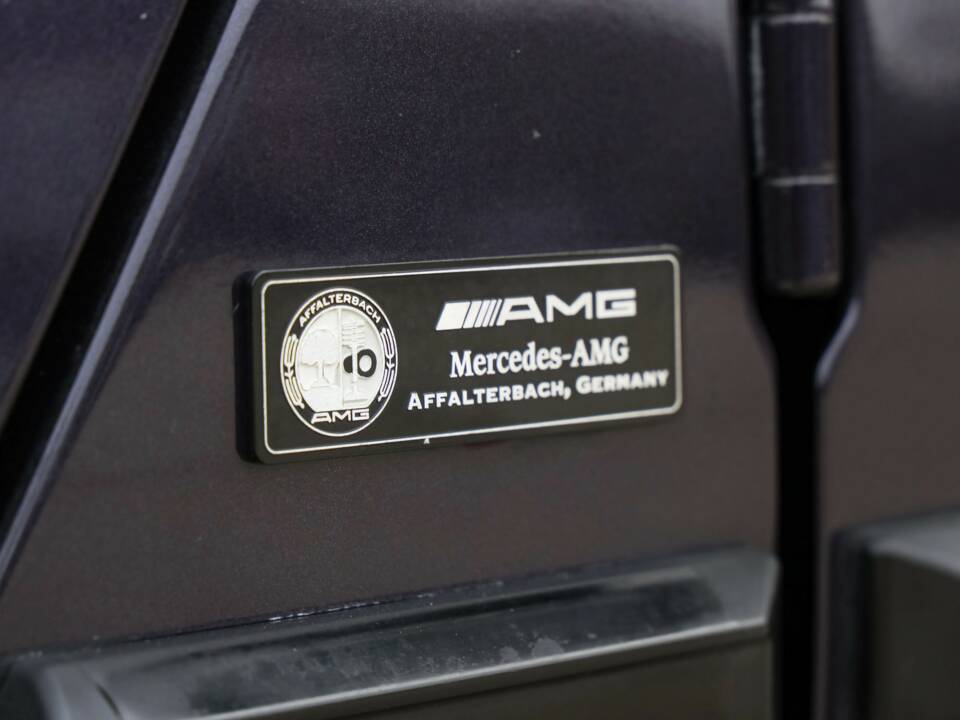 AFFALTERBACH
AMG
AMG
Mercedes-AMG
AFFALTERBACH, GERMANY